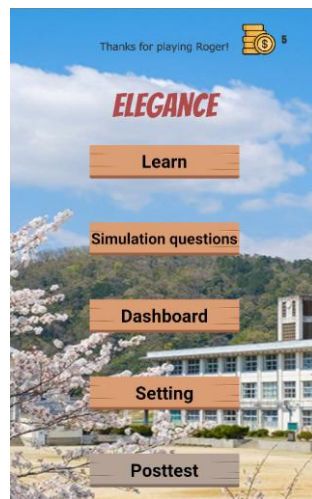 Thanks for playing Roger!
5
ELEGANCE
Learn
Simulation questions
Dashboard
Setting
Posttest